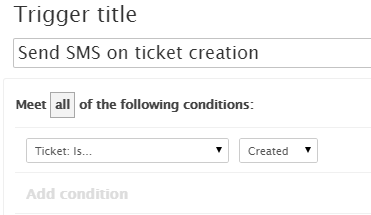 Trigger title
Send SMS on ticket creation
Meet all of the following conditions:
Ticket: Is... Created
Add condition